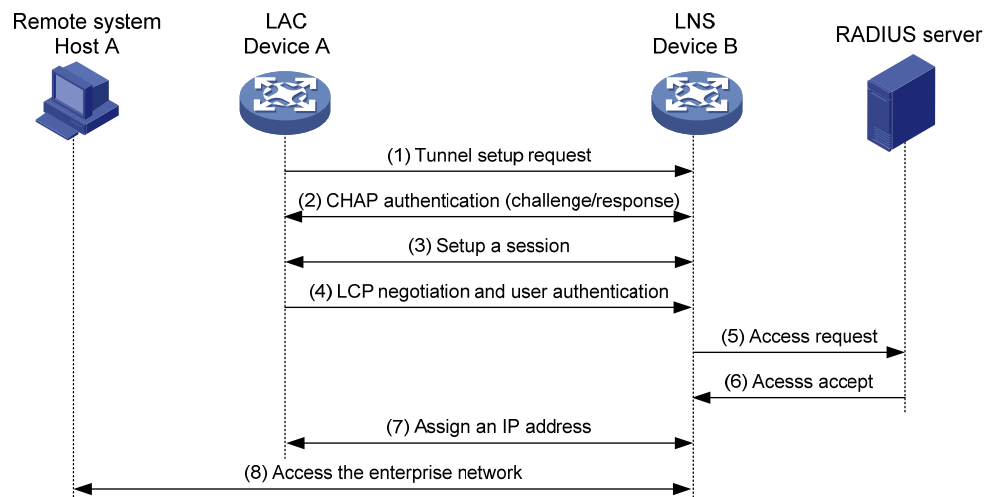 Remote system
Host A
LAC
Device A
LNS
Device B
RADIUS server
(1) Tunnel setup request
(2) CHAP authentication (challenge/response)
(3) Setup a session
(4) LCP negotiation and user authentication
(5) Access request
(6) Acesss accept
(7) Assign an IP address
(8) Access the enterprise network